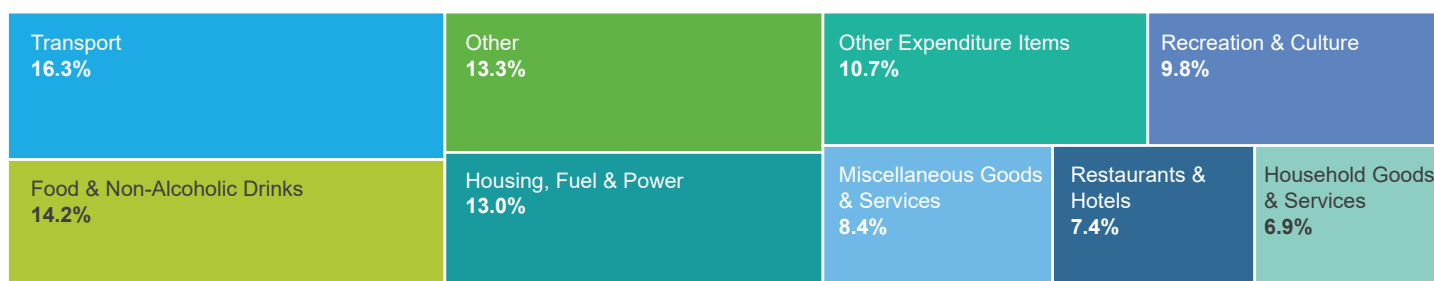 Transport
16.3%
Other
13.3%
Other Expenditure Items
10.7%
Recreation & Culture
9.8%
Food & Non-Alcoholic Drinks
14.2%
Housing, Fuel & Power
13.0%
Miscellaneous Goods
& Services
8.4%
Restaurants &
Hotels
7.4%
Household Goods
& Services
6.9%